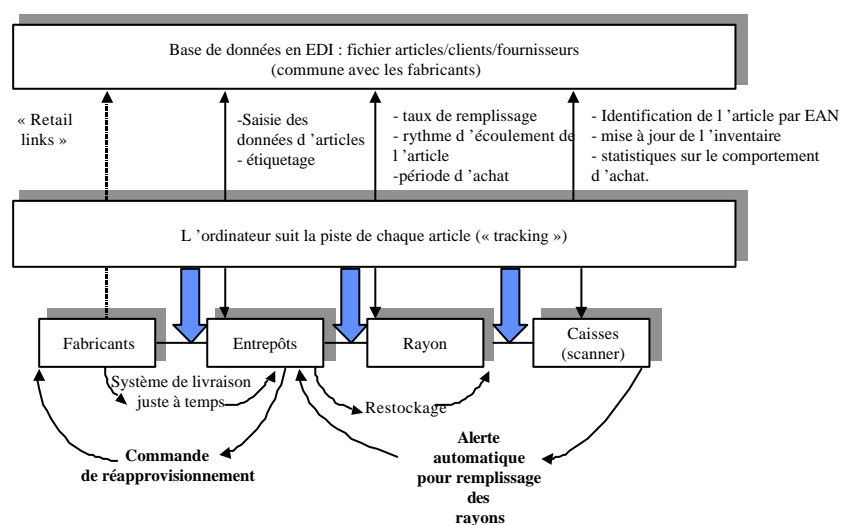 Base de données en EDI : fichier articles/clients/fournisseurs
(commune avec les fabricants)
« Retail
links »
-Saisie des
données d ’articles
- étiquetage
- taux de remplissage
- rythme d ’écoulement de
l ’article
-période d ’achat
- Identification de l ’article par EAN
- mise à jour de l ’inventaire
- statistiques sur le comportement
d ’achat.
L ’ordinateur suit la piste de chaque article (« tracking »)
Fabricants
Entrepôts
Rayon
Caisses
(scanner)
Système de livraison
juste à temps
Restockage
Commande
de réapprovisionnement
Alerte
automatique
pour remplissage
des
rayons